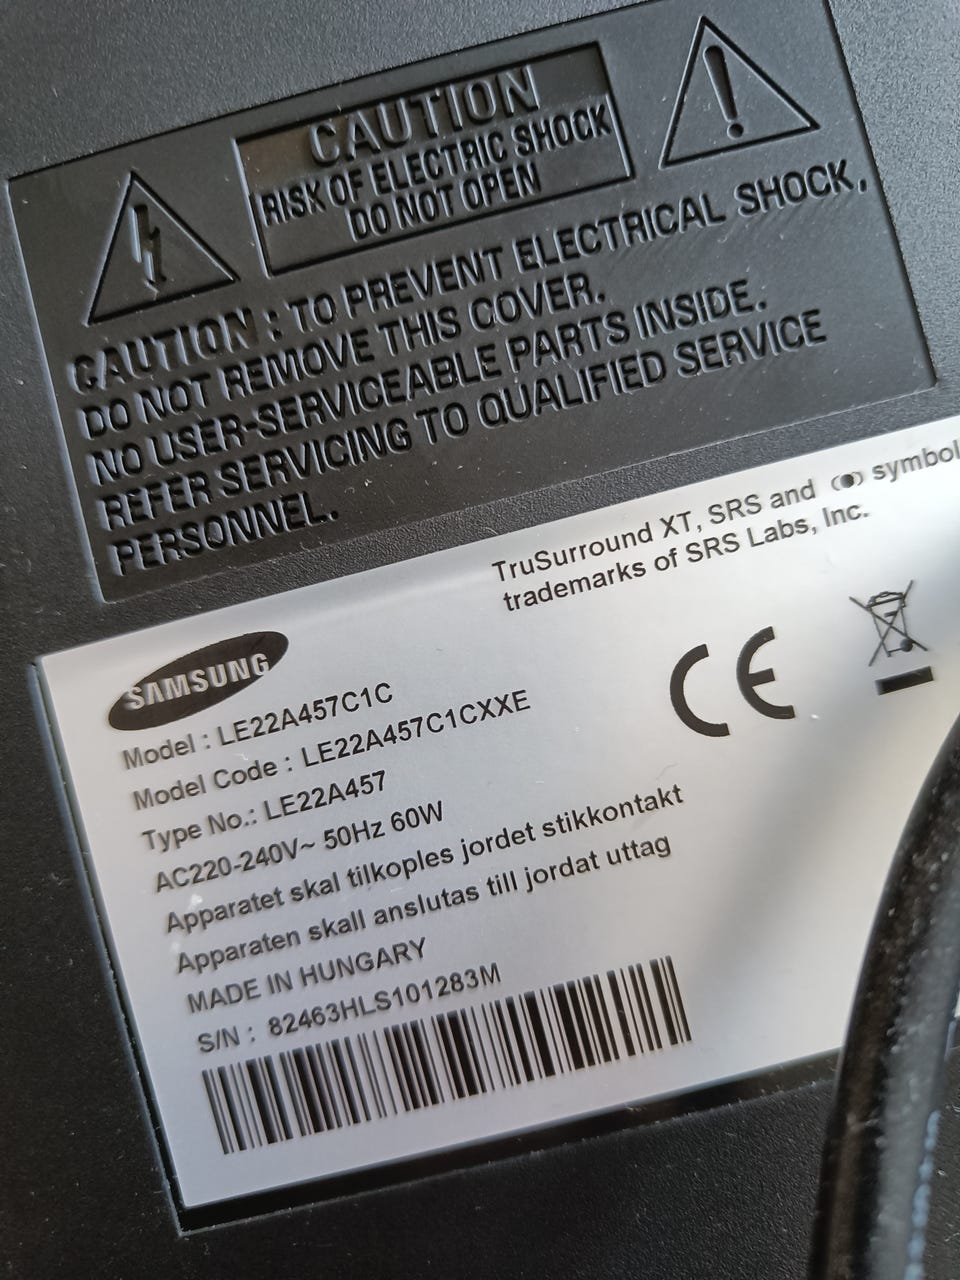 CAUTION
RISK OF ELECTRIC SHOCK
DO NOT OPEN
CAUTION : TO PREVENT ELECTRICAL SHOCK,
DO NOT REMOVE THIS COVER.
NO USER-SERVICEABLE PARTS INSIDE.
REFER SERVICING TO QUALIFIED SERVICE
PERSONNEL.
TruSurround XT, SRS and symbol
trademarks of SRS Labs, Inc.
SAMSUNG
Model : LE22A457C1C
Model Code : LE22A457C1CXXE
Type No.: LE22A457
AC220-240V~ 50Hz 60W
Apparatet skal tilkoples jordet stikkontakt
Apparaten skall anslutas till jordat uttag
MADE IN HUNGARY
S/N : 82463HLS101283M
CE